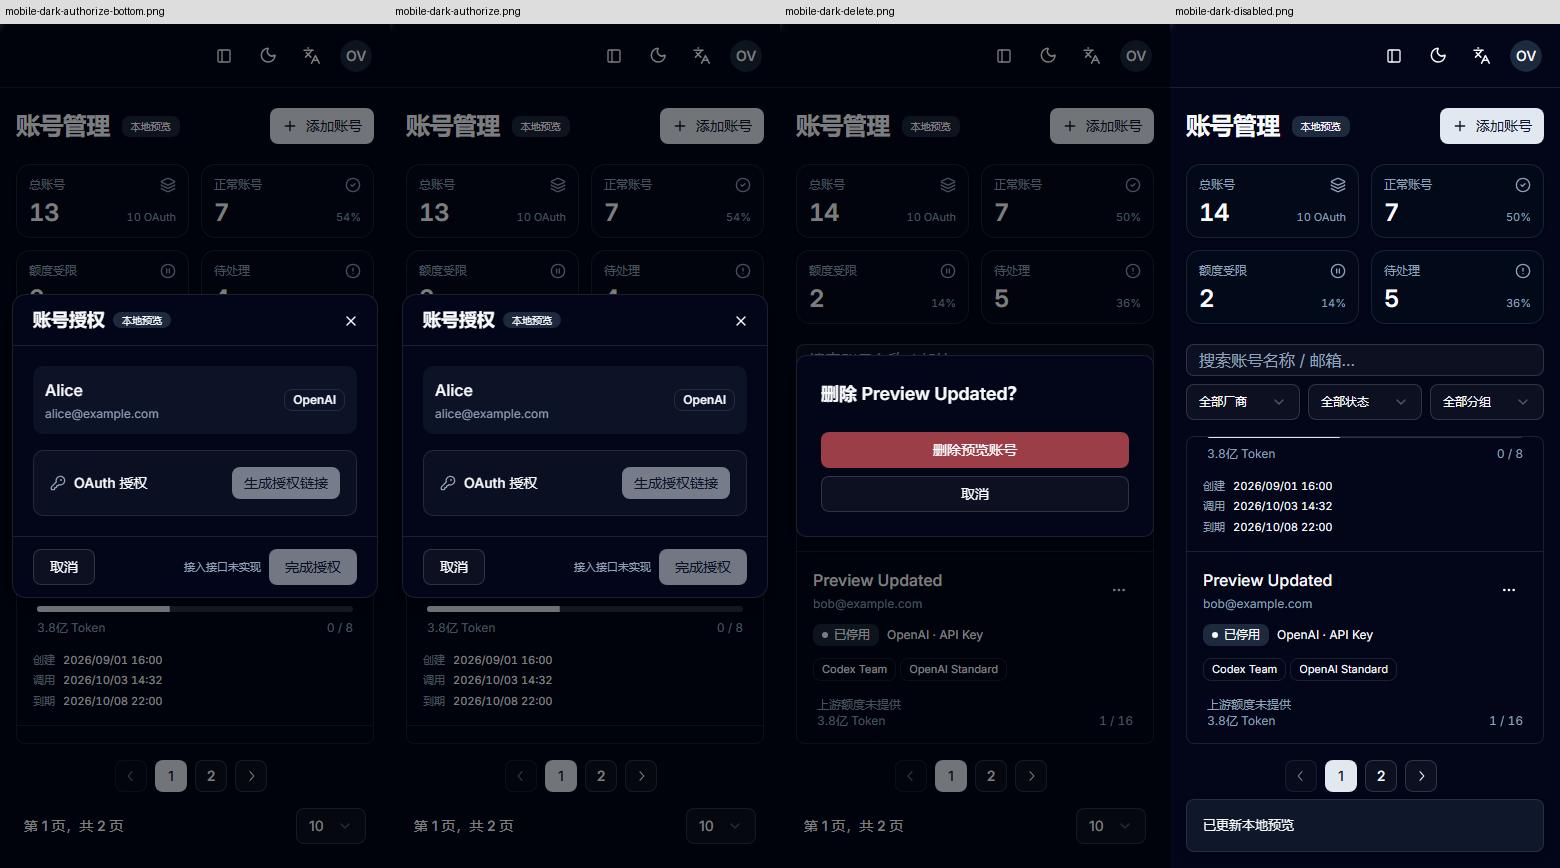 mobile-dark-authorize-bottom.png
OV
账号管理 本地预览 添加账号
总账号 正常账号
13 10 OAuth 7 54%
额度受限 待处理
账号授权 本地预览
Alice
alice@example.com
OpenAI
OAuth 授权 生成授权链接
取消 接入接口未实现 完成授权
3.8亿 Token 0 / 8
创建 2026/09/01 16:00
调用 2026/10/03 14:32
到期 2026/10/08 22:00
1 2
第 1 页，共 2 页 10
mobile-dark-authorize.png
OV
账号管理 本地预览 添加账号
总账号 正常账号
13 10 OAuth 7 54%
额度受限 待处理
账号授权 本地预览
Alice
alice@example.com
OpenAI
OAuth 授权 生成授权链接
取消 接入接口未实现 完成授权
3.8亿 Token 0 / 8
创建 2026/09/01 16:00
调用 2026/10/03 14:32
到期 2026/10/08 22:00
1 2
第 1 页，共 2 页 10
mobile-dark-delete.png
OV
账号管理 本地预览 添加账号
总账号 正常账号
14 10 OAuth 7 50%
额度受限 待处理
2 14% 5 36%
删除 Preview Updated?
删除预览账号
取消
Preview Updated ...
bob@example.com
已停用 OpenAI · API Key
Codex Team OpenAI Standard
上游额度未提供
3.8亿 Token 1 / 16
1 2
第 1 页，共 2 页 10
mobile-dark-disabled.png
OV
账号管理 本地预览 添加账号
总账号 正常账号
14 10 OAuth 7 50%
额度受限 待处理
2 14% 5 36%
搜索账号名称 / 邮箱...
全部厂商 全部状态 全部分组
3.8亿 Token 0 / 8
创建 2026/09/01 16:00
调用 2026/10/03 14:32
到期 2026/10/08 22:00
Preview Updated ...
bob@example.com
已停用 OpenAI · API Key
Codex Team OpenAI Standard
上游额度未提供
3.8亿 Token 1 / 16
1 2
已更新本地预览